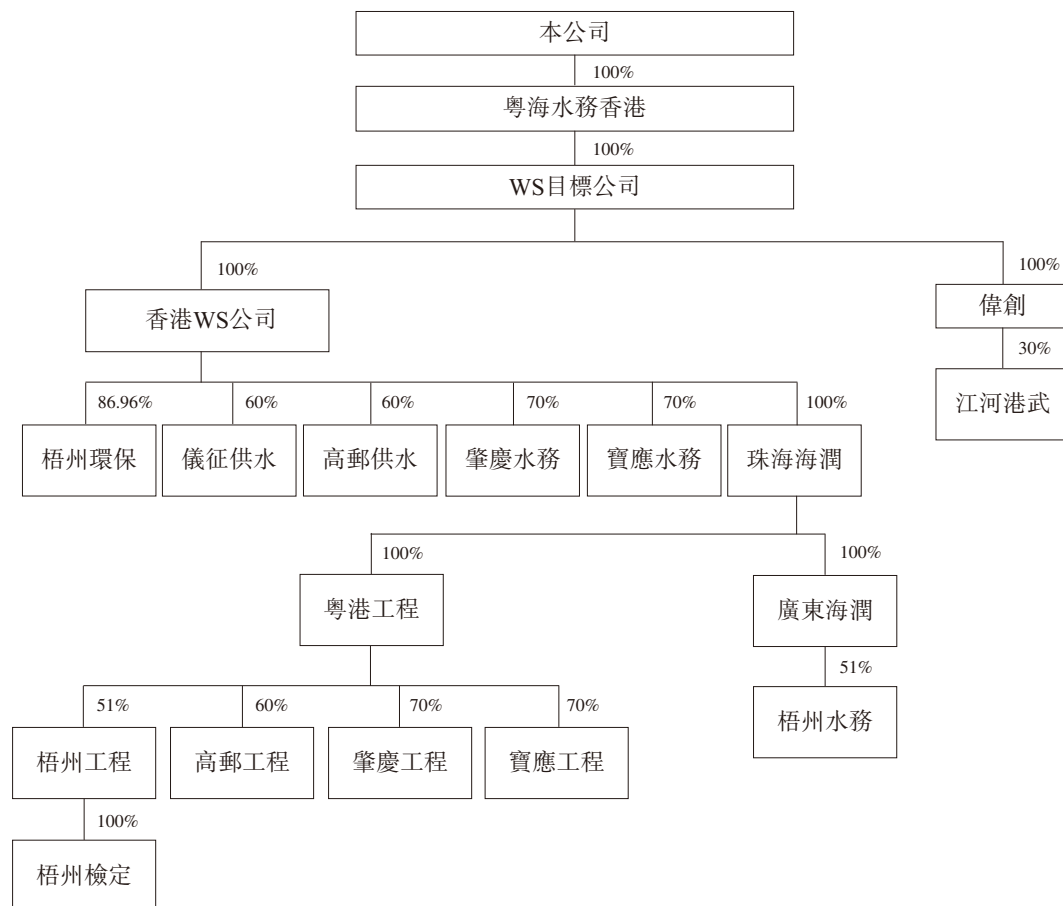 本公司
100%
粵海水務香港
100%
WS目標公司
100%
100%
香港WS公司
偉創
30%
江河港武
86.96%
60%
60%
70%
70%
100%
梧州環保
儀征供水
高郵供水
肇慶水務
寶應水務
珠海海潤
100%
100%
粵港工程
廣東海潤
51%
梧州水務
51%
60%
70%
70%
梧州工程
高郵工程
肇慶工程
寶應工程
100%
梧州檢定